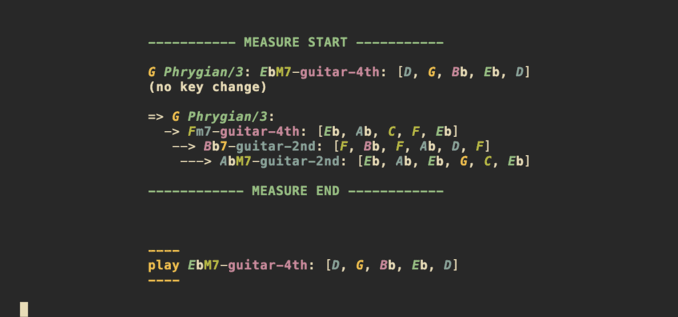 ----------- MEASURE START -----------
G Phrygian/3: EbM7-guitar-4th: [D, G, Bb, Eb, D]
(no key change)
=> G Phrygian/3:
-> Fm7-guitar-4th: [Eb, Ab, C, F, Eb]
--> Bb7-guitar-2nd: [F, Bb, F, Ab, D, F]
---> AbM7-guitar-2nd: [Eb, Ab, Eb, G, C, Eb]
------------ MEASURE END ------------
----
play EbM7-guitar-4th: [D, G, Bb, Eb, D]
----